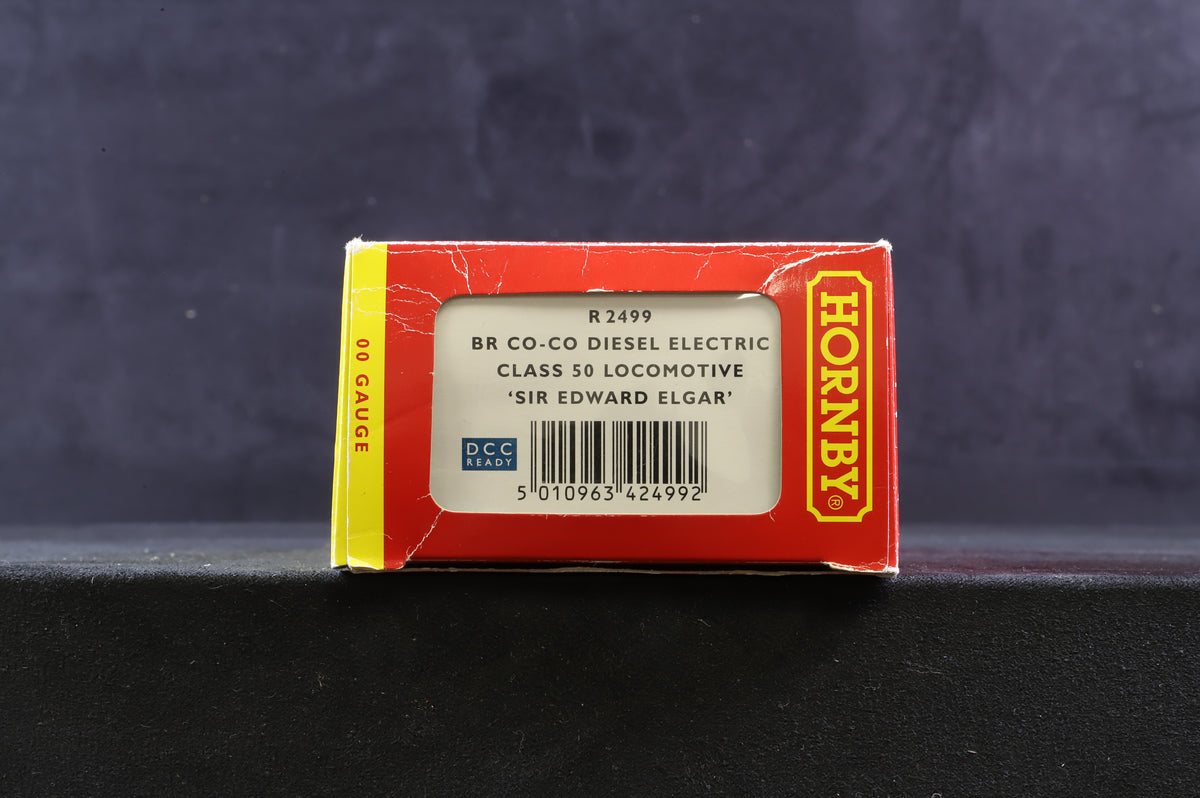 00 GAUGE
R2499
BR CO-CO DIESEL ELECTRIC
CLASS 50 LOCOMOTIVE
‘SIR EDWARD ELGAR’
DCC
READY
5 010963 424992
HORNBY®